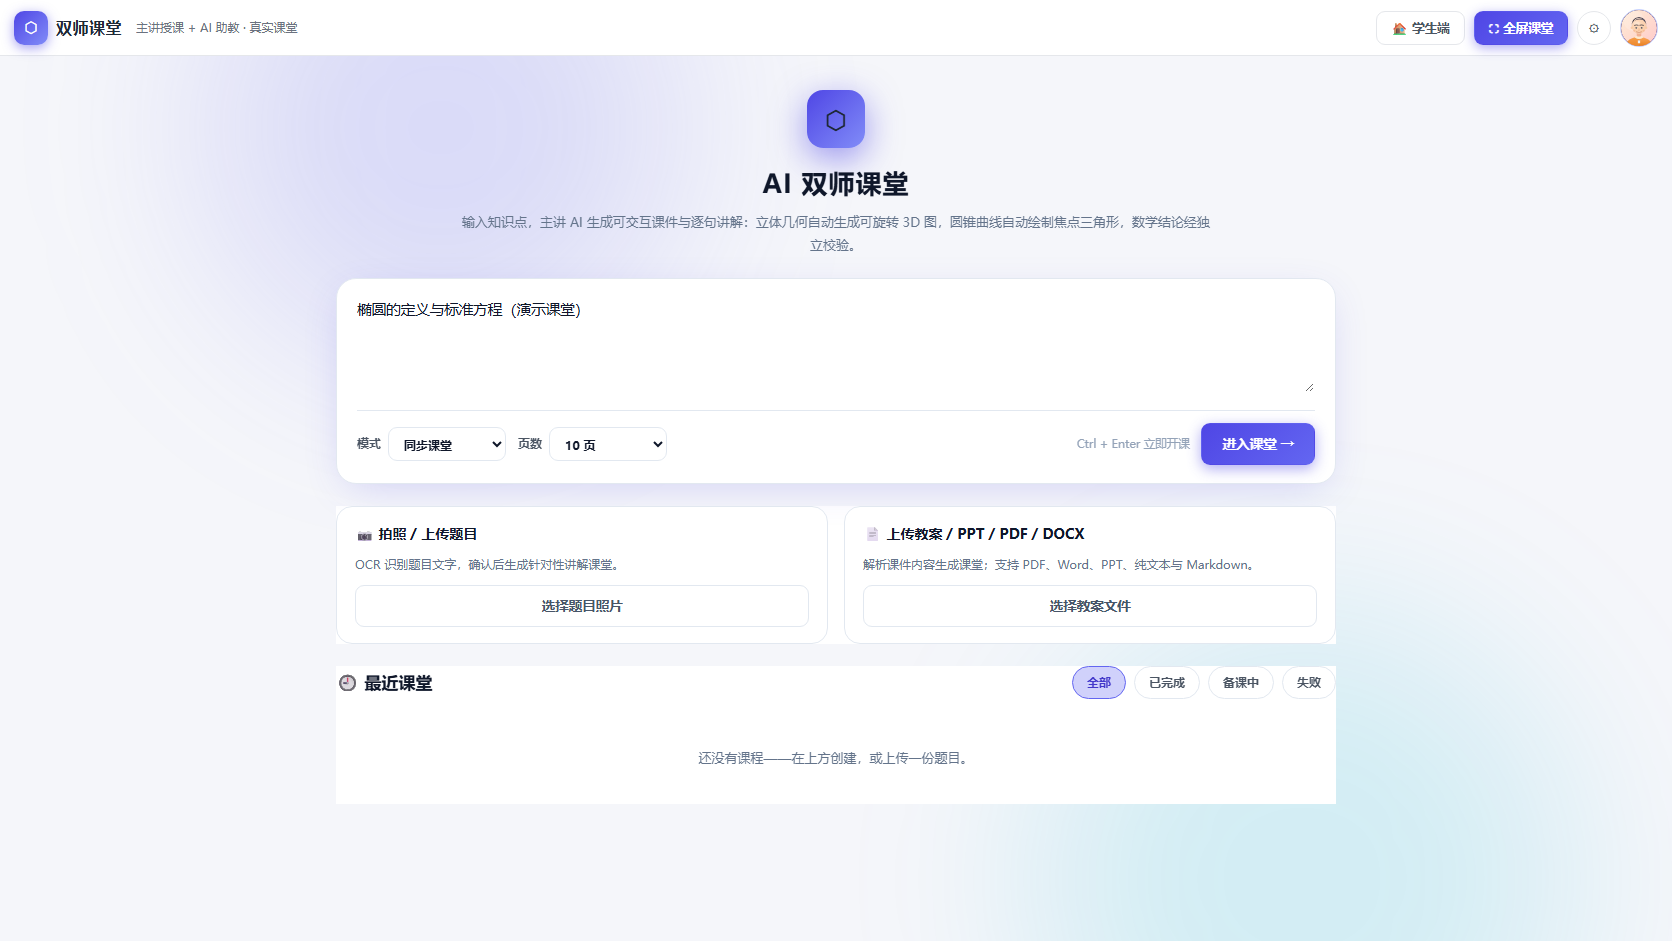 双师课堂
主讲授课 + AI 助教 · 真实课堂
学生端
全屏课堂
AI 双师课堂
输入知识点，主讲 AI 生成可交互课件与逐句讲解：立体几何自动生成可旋转 3D 图，圆锥曲线自动绘制焦点三角形，数学结论经独
立校验。
椭圆的定义与标准方程（演示课堂）
模式 同步课堂 页数 10 页
Ctrl + Enter 立即开课
进入课堂 →
拍照 / 上传题目
OCR 识别题目文字，确认后生成针对性讲解课堂。
选择题目照片
上传教案 / PPT / PDF / DOCX
解析课件内容生成课堂；支持 PDF、Word、PPT、纯文本与 Markdown。
选择教案文件
最近课堂
全部 已完成 备课中 失败
还没有课程——在上方创建，或上传一份题目。